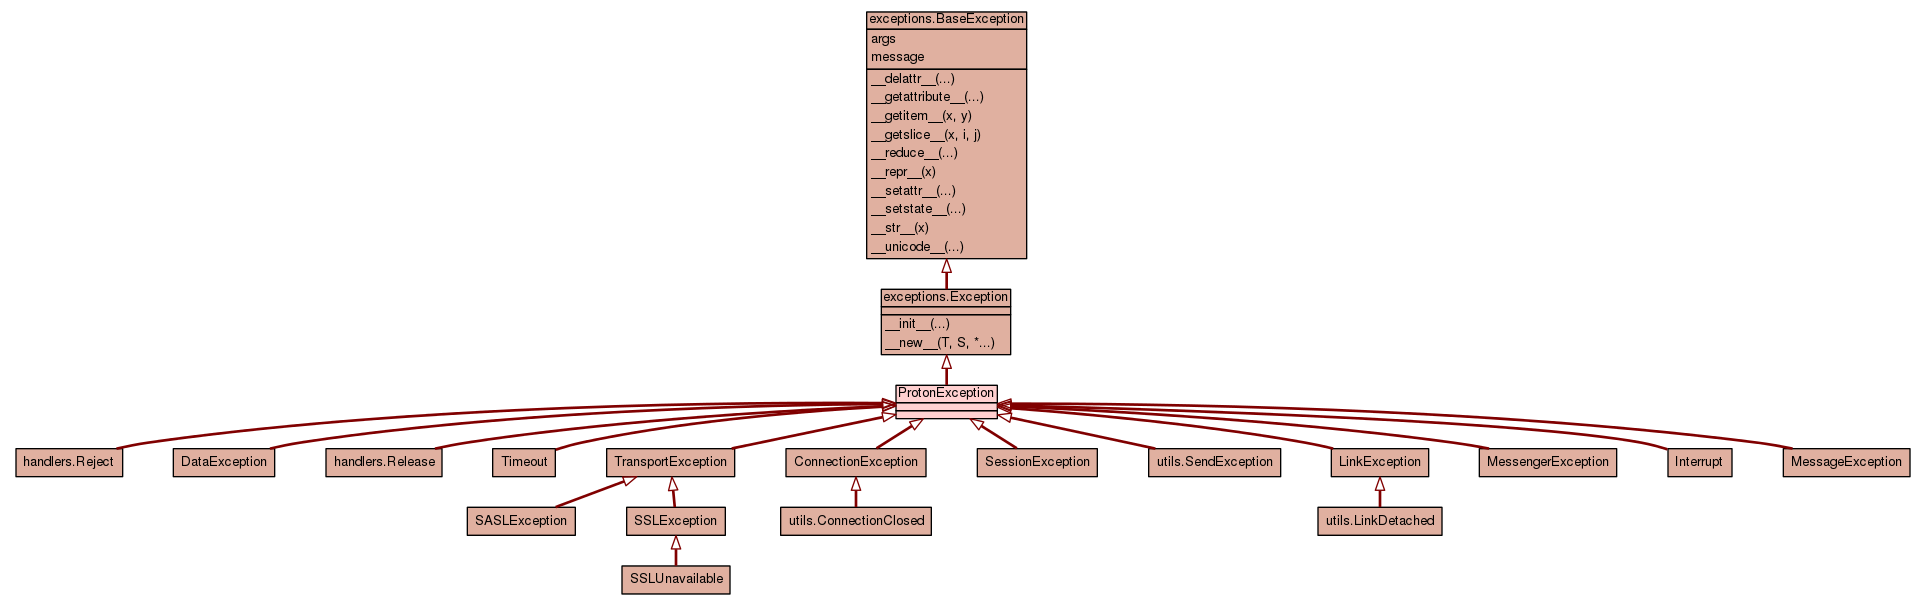 exceptions.BaseException
args
message
__delattr__(...)
__getattribute__(...)
__getitem__(x, y)
__getslice__(x, i, j)
__reduce__(...)
__repr__(x)
__setattr__(...)
__setstate__(...)
__str__(x)
__unicode__(...)
exceptions.Exception
__init__(...)
__new__(T, S, *...)
ProtonException
handlers.Reject
DataException
handlers.Release
Timeout
TransportException
ConnectionException
SessionException
utils.SendException
LinkException
MessengerException
Interrupt
MessageException
SASLException
SSLException
utils.ConnectionClosed
utils.LinkDetached
SSLUnavailable